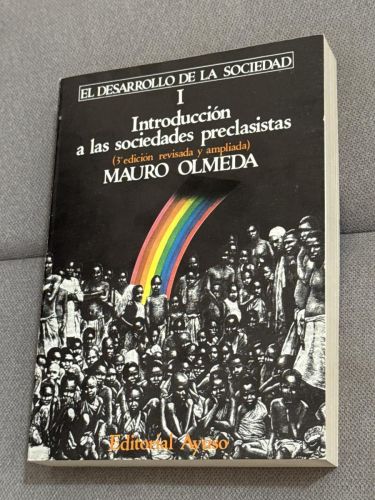 EL DESARROLLO DE LA SOCIEDAD
I
Introducción
a las sociedades preclasistas
(3ª edición revisada y ampliada)
MAURO OLMEDA
Editorial Ayuso